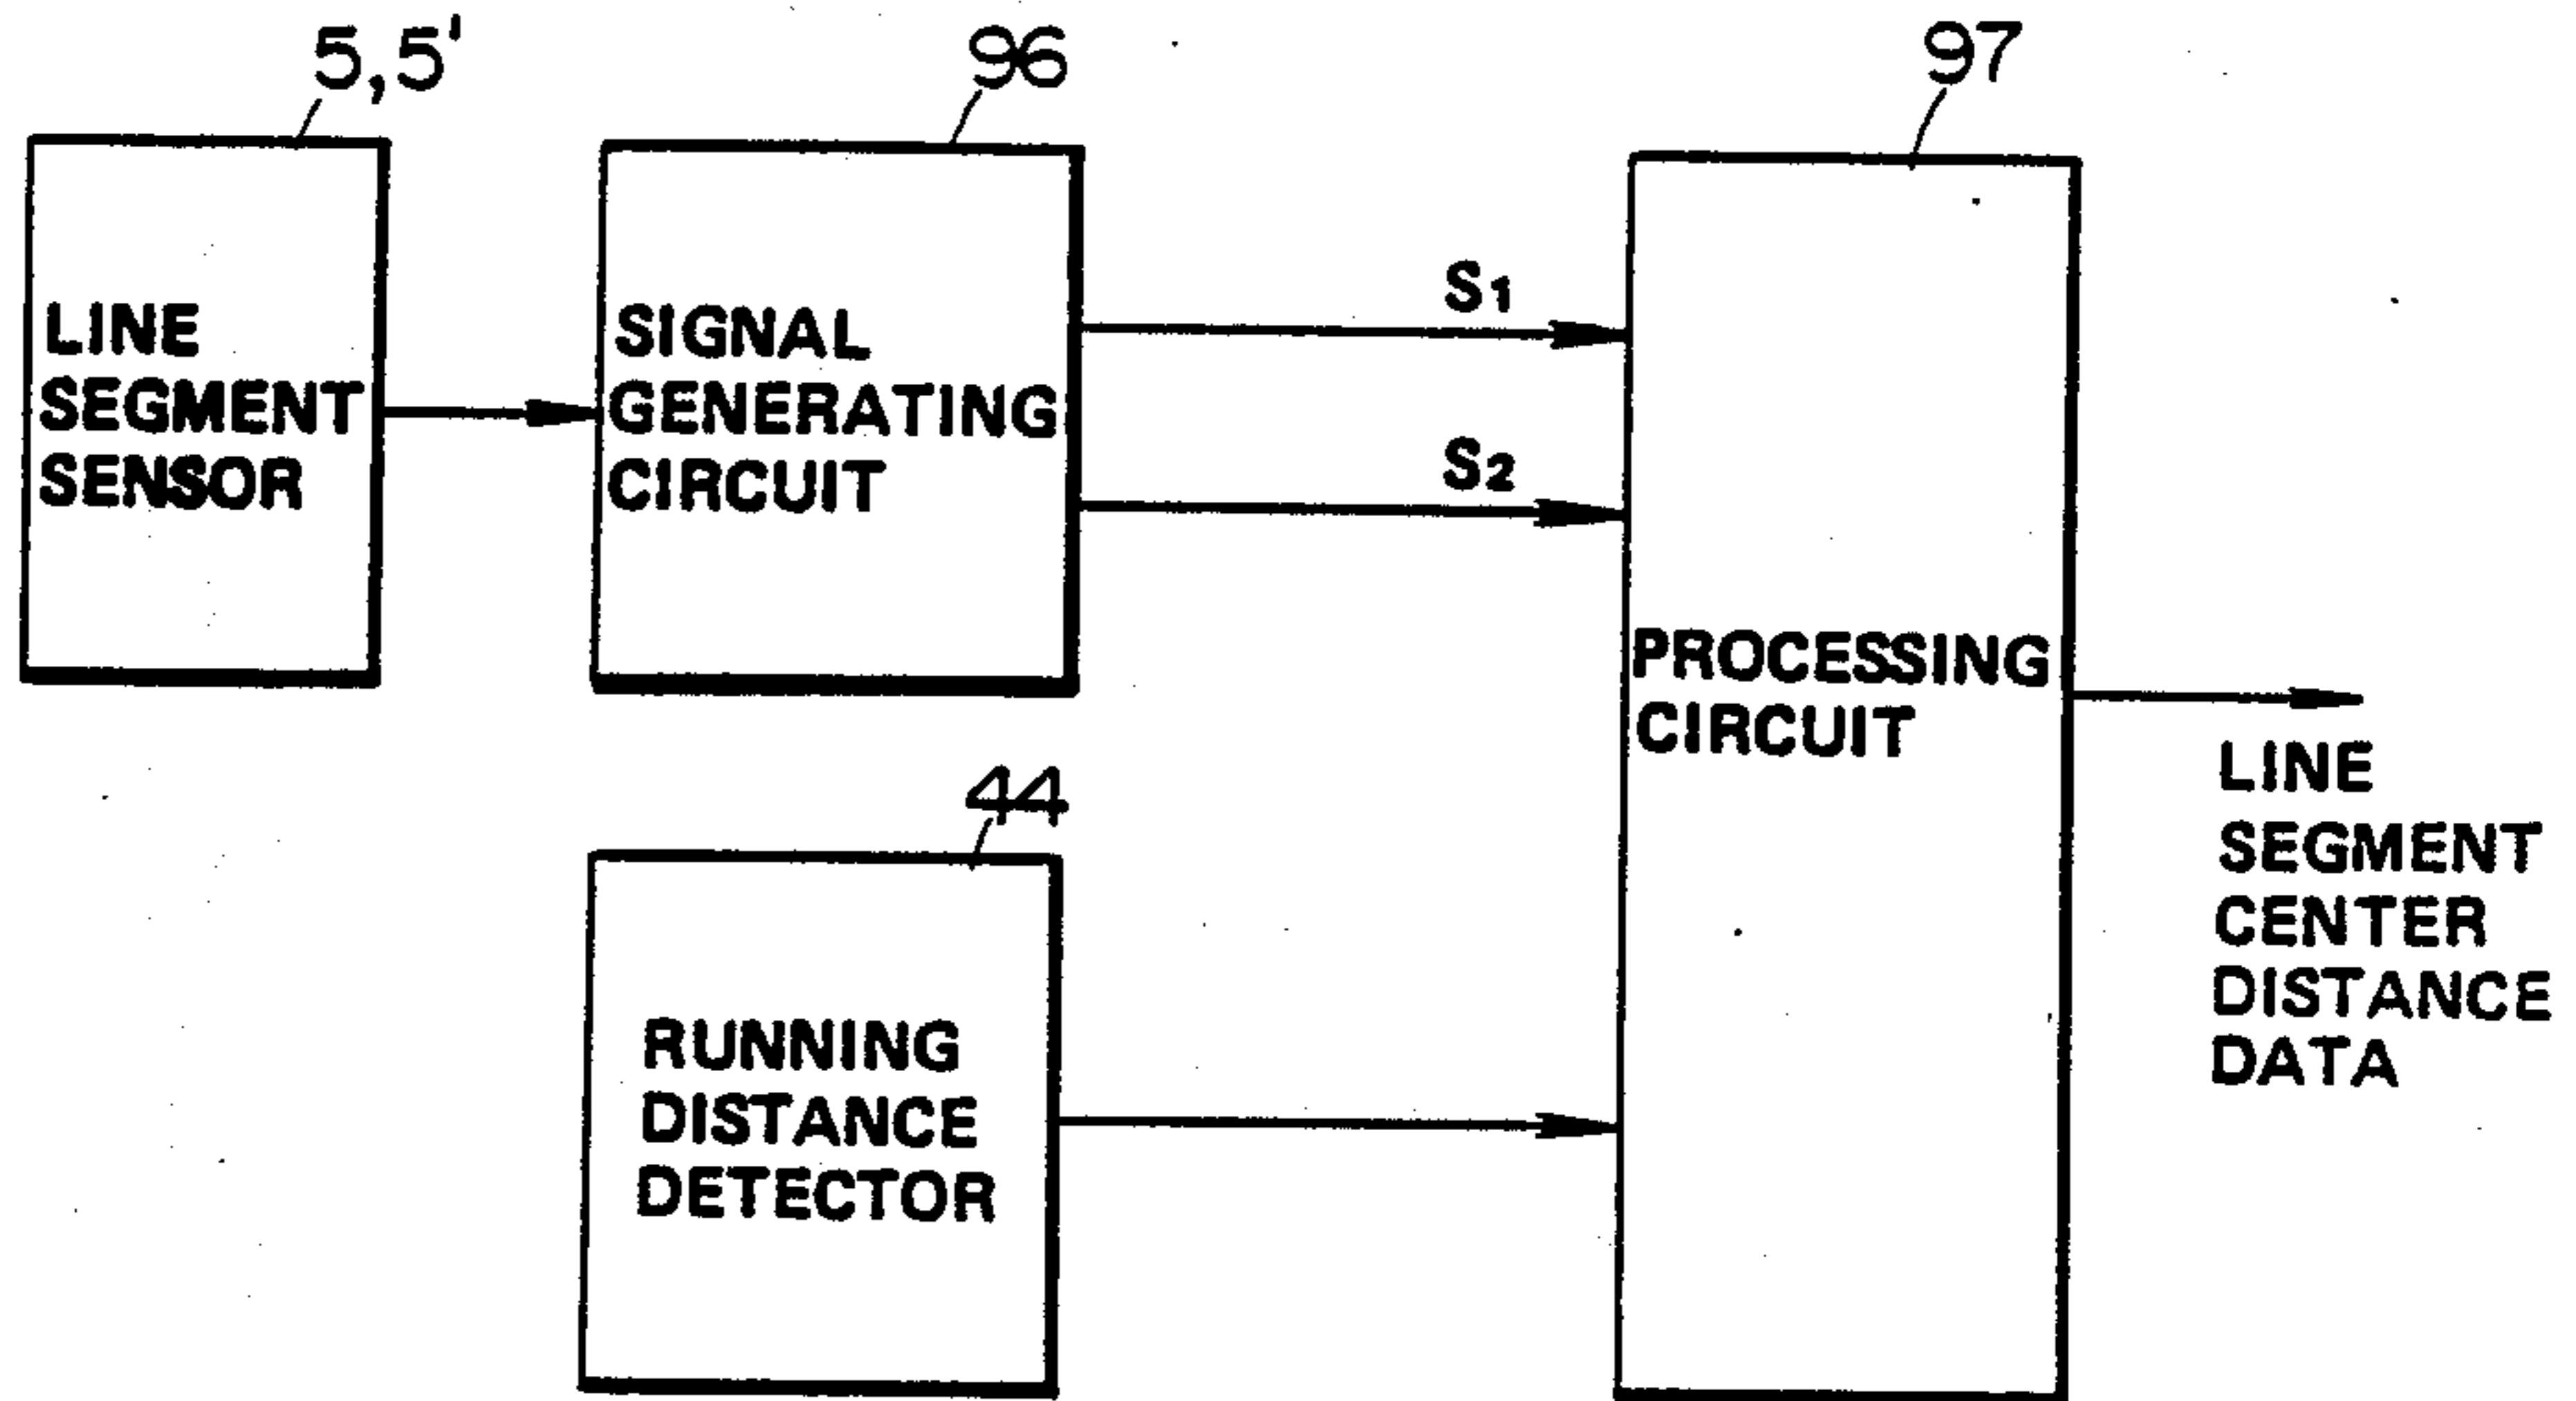 5,5'
96
97
LINE
SEGMENT
SENSOR
SIGNAL
GENERATING
CIRCUIT
S1
S2
PROCESSING
CIRCUIT
44
RUNNING
DISTANCE
DETECTOR
LINE
SEGMENT
CENTER
DISTANCE
DATA